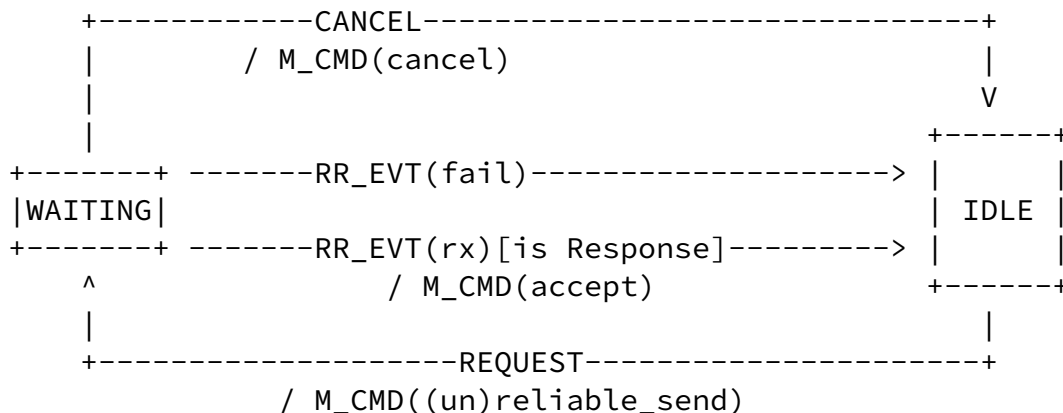 +------------CANCEL-------------------------------+
|        / M_CMD(cancel)                           |
|                                                 V
|                                              +------+
+-------+ -------RR_EVT(fail)--------------------> |      |
|WAITING|                                          | IDLE |
+-------+ -------RR_EVT(rx)[is Response]---------> |      |
^                / M_CMD(accept)               +------+
|                                                 |
+--------------------REQUEST----------------------+
/ M_CMD((un)reliable_send)